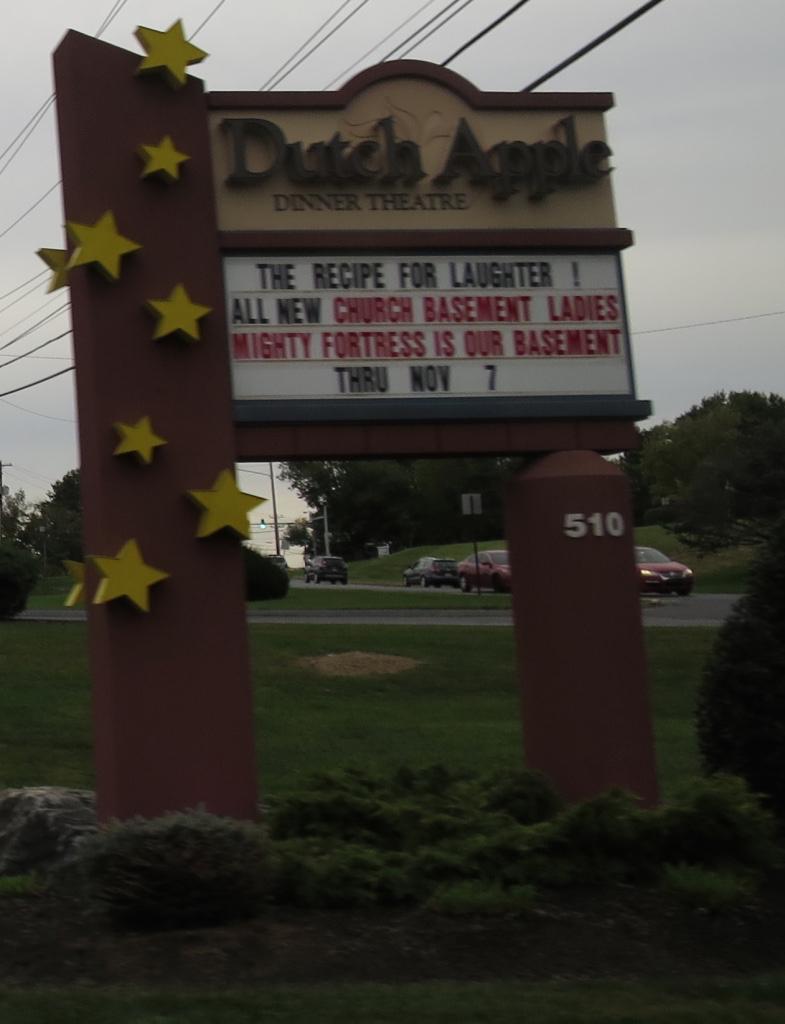 Dutch Apple
DINNER THEATRE
THE RECIPE FOR LAUGHTER !
ALL NEW CHURCH BASEMENT LADIES
MIGHTY FORTRESS IS OUR BASEMENT
THRU NOV 7
510